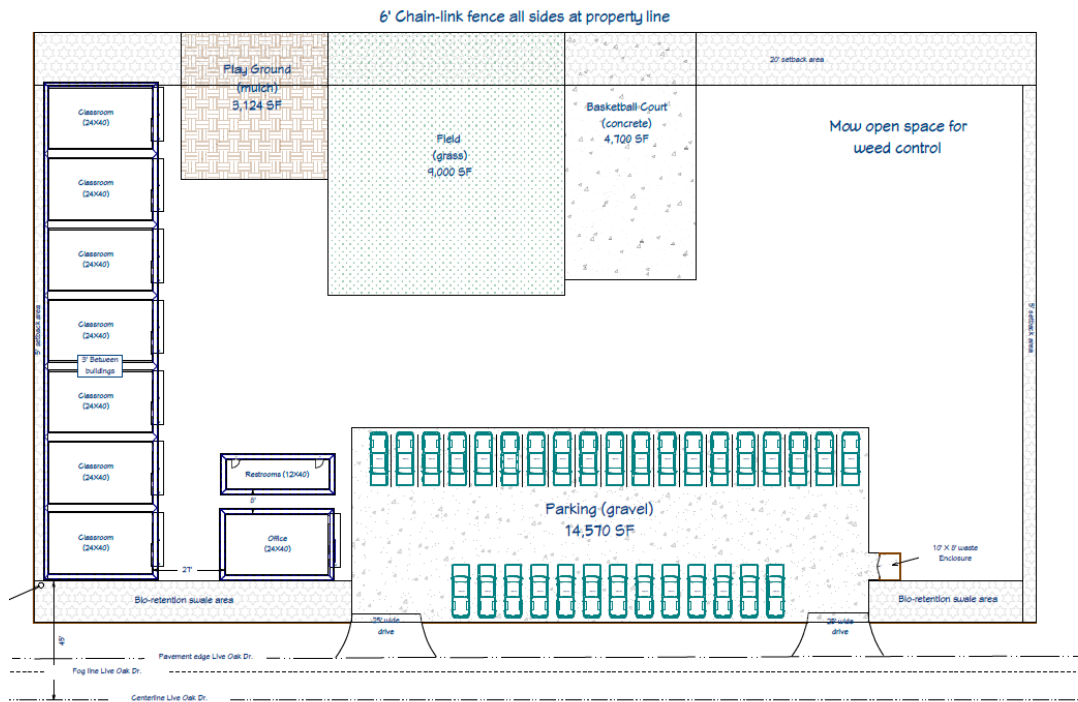 6' Chain-link fence all sides at property line
20' setback area
Play Ground
(mulch)
3,124 SF
Field
(grass)
9,000 SF
Basketball Court
(concrete)
4,700 SF
Mow open space for
weed control
Classroom
(24X40)
Classroom
(24X40)
Classroom
(24X40)
Classroom
(24X40)
3' Between
buildings
Classroom
(24X40)
Classroom
(24X40)
Classroom
(24X40)
5' setback area
5' setback area
Restrooms (12X40)
Office
(24X40)
27'
Parking (gravel)
14,570 SF
10' X 8' waste
Enclosure
Bio-retention swale area
Bio-retention swale area
25' wide
drive
25' wide
drive
45'
Pavement edge Live Oak Dr.
Fog line Live Oak Dr.
Centerline Live Oak Dr.